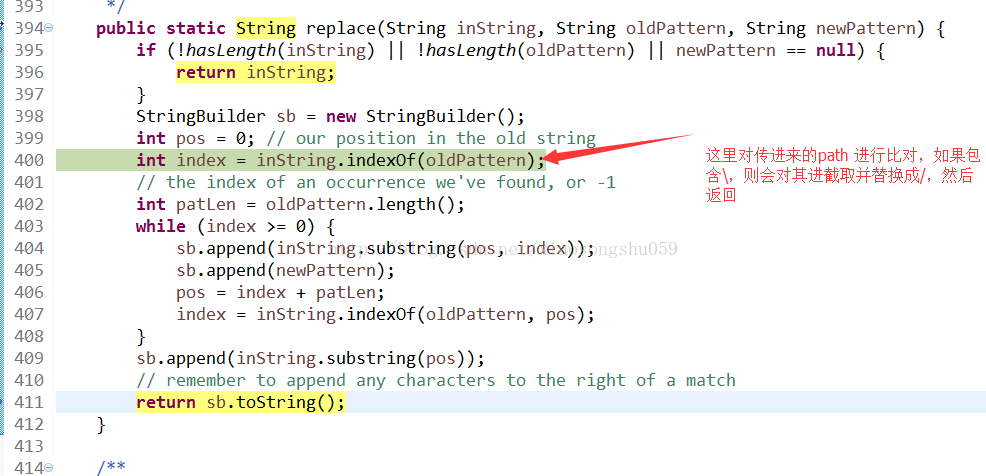 393 */
394 public static String replace(String inString, String oldPattern, String newPattern) {
395 if (!hasLength(inString) || !hasLength(oldPattern) || newPattern == null) {
396 return inString;
397 }
398 StringBuilder sb = new StringBuilder();
399 int pos = 0; // our position in the old string
400 int index = inString.indexOf(oldPattern);
这里对传进来的path 进行比对，如果包
含\，则会对其进截取并替换成/，然后
返回
401 // the index of an occurrence we've found, or -1
402 int patLen = oldPattern.length();
403 while (index >= 0) {
404 sb.append(inString.substring(pos, index));
405 sb.append(newPattern);
406 pos = index + patLen;
407 index = inString.indexOf(oldPattern, pos);
408 }
409 sb.append(inString.substring(pos));
410 // remember to append any characters to the right of a match
411 return sb.toString();
412 }
413
414 /**